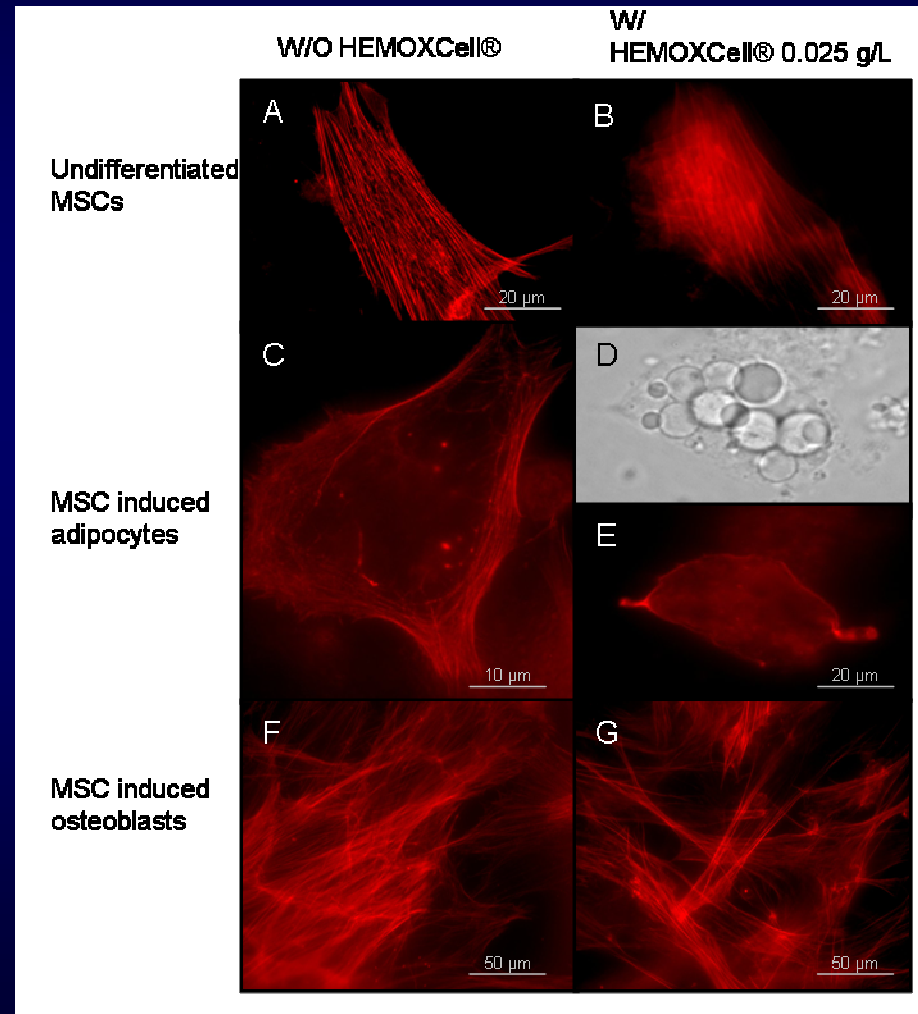 W/O HEMOXCell®
W/
HEMOXCell® 0.025 g/L
Undifferentiated
MSCs
A
20 µm
B
20 µm
MSC induced
adipocytes
C
10 µm
D
E
20 µm
MSC induced
osteoblasts
F
50 µm
G
50 µm